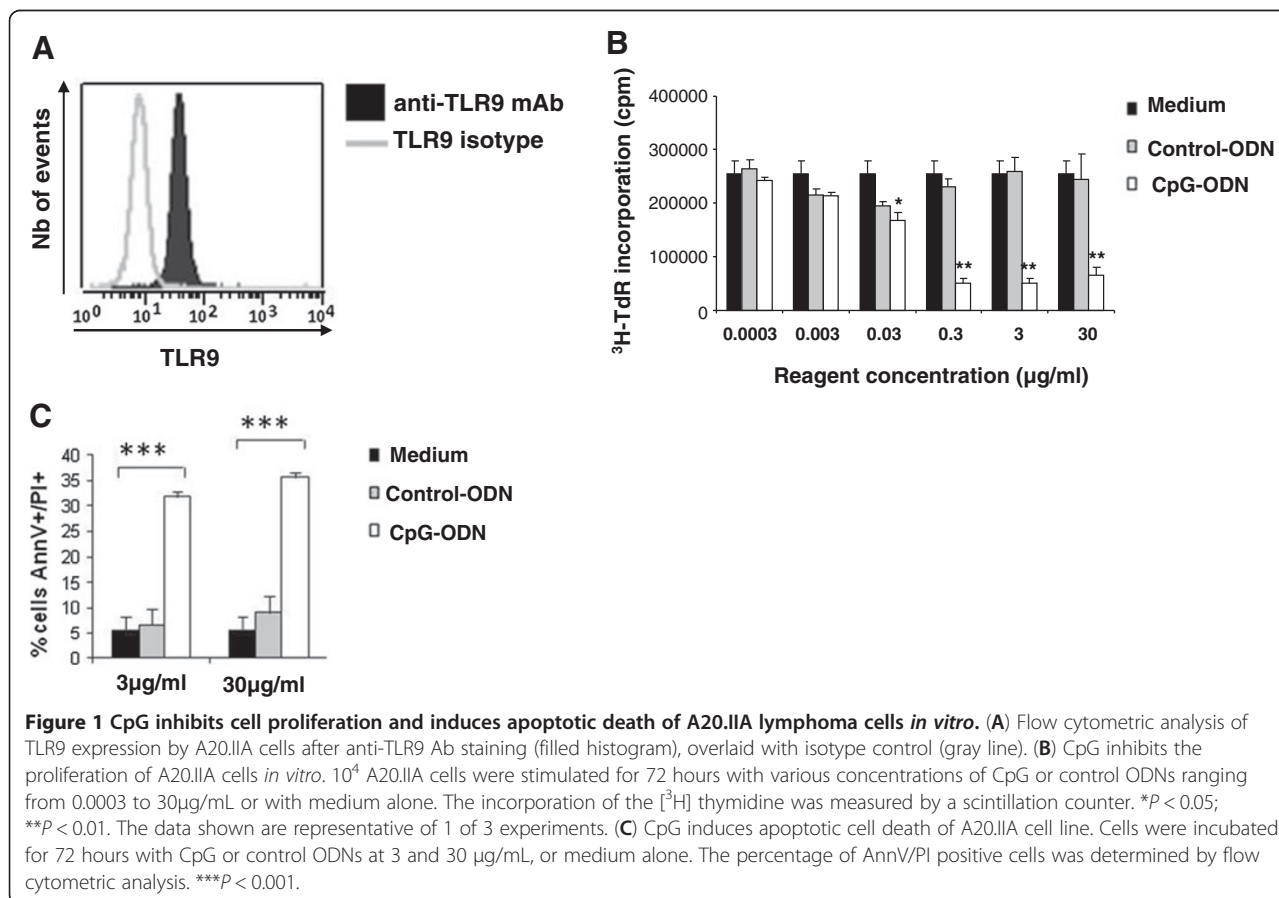 A
Nb of events
anti-TLR9 mAb
TLR9 isotype
10⁰ 10¹ 10² 10³ 10⁴
TLR9
B
³H-TdR incorporation (cpm)
400000
300000
200000
100000
0
* ** ** **
0.0003 0.003 0.03 0.3 3 30
Reagent concentration (µg/ml)
Medium
Control-ODN
CpG-ODN
C
% cells AnnV+/PI+
40
35
30
25
20
15
10
5
0
*** ***
3µg/ml 30µg/ml
Medium
Control-ODN
CpG-ODN
Figure 1 CpG inhibits cell proliferation and induces apoptotic death of A20.IIA lymphoma cells in vitro. (A) Flow cytometric analysis of
TLR9 expression by A20.IIA cells after anti-TLR9 Ab staining (filled histogram), overlaid with isotype control (gray line). (B) CpG inhibits the
proliferation of A20.IIA cells in vitro. 10⁴ A20.IIA cells were stimulated for 72 hours with various concentrations of CpG or control ODNs ranging
from 0.0003 to 30µg/mL or with medium alone. The incorporation of the [³H] thymidine was measured by a scintillation counter. *P < 0.05;
**P < 0.01. The data shown are representative of 1 of 3 experiments. (C) CpG induces apoptotic cell death of A20.IIA cell line. Cells were incubated
for 72 hours with CpG or control ODNs at 3 and 30 µg/mL, or medium alone. The percentage of AnnV/PI positive cells was determined by flow
cytometric analysis. ***P < 0.001.